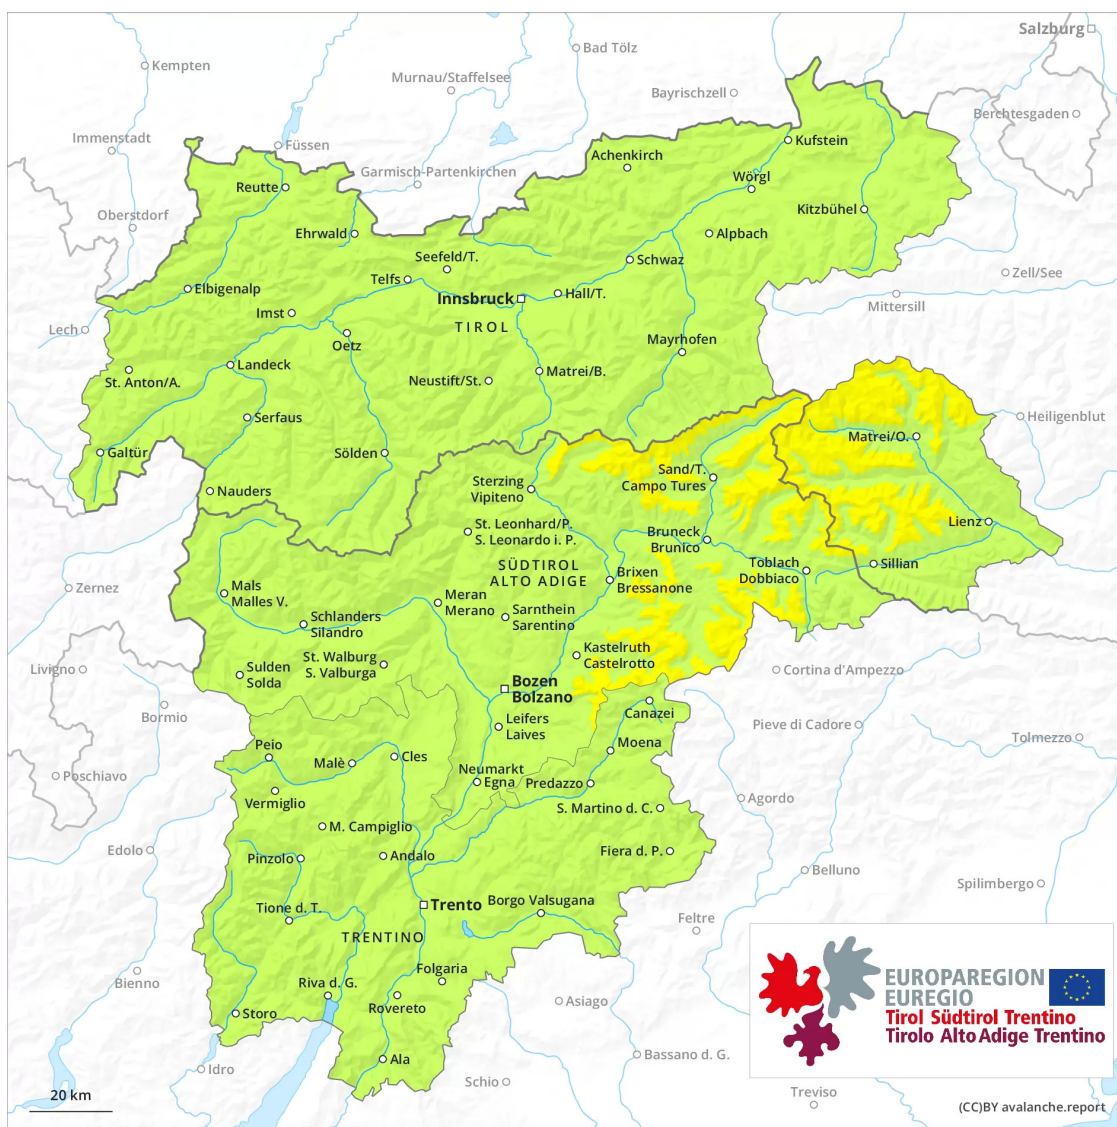 Salzburg
Bad Tölz
Kempten
Murnau/Staffelsee
Bayrischzell
Berchtesgaden
Immenstadt
Füssen
Kufstein
Achenkirch
Garmisch-Partenkirchen
Wörgl
Reutte
Oberstdorf
Kitzbühel
Ehrwald
Alpbach
Seefeld/T.
Schwaz
Zell/See
Telfs
Elbigenalp
Hall/T.
Innsbruck
Mittersill
Imst
TIROL
Lech
Oetz
Mayrhofen
Landeck
Matrei/B.
St. Anton/A.
Neustift/St.
Serfaus
Heiligenblut
Matrei/O.
Galtür
Sölden
Sand/T.
Campo Tures
Sterzing
Vipiteno
Nauders
Lienz
St. Leonhard/P.
S. Leonardo i. P.
Bruneck
Brunico
SÜDTIROL
ALTO ADIGE
Toblach
Dobbiaco
Sillian
Brixen
Bressanone
Zernez
Mals
Malles V.
Meran
Merano
Sarnthein
Sarentino
Schlanders
Silandro
Kastelruth
Castelrotto
St. Walburg
S. Valburga
Livigno
Sulden
Solda
Cortina d'Ampezzo
Bozen
Bolzano
Bormio
Canazei
Leifers
Laives
Pieve di Cadore
Tolmezzo
Moena
Peio
Cles
Malè
Poschiavo
Neumarkt
Egna
Predazzo
Vermiglio
Agordo
S. Martino d. C.
M. Campiglio
Edolo
Pinzolo
Andalo
Fiera d. P.
Belluno
Spilimbergo
Trento
Borgo Valsugana
Tione d. T.
Feltre
TRENTINO
Folgaria
Bienno
Riva d. G.
Rovereto
Asiago
Storo
Bassano d. G.
Ala
Idro
Schio
Treviso
20 km
EUROPAREGION
EUREGIO
Tirol Südtirol Trentino
Tirolo Alto Adige Trentino
(CC)BY avalanche.report